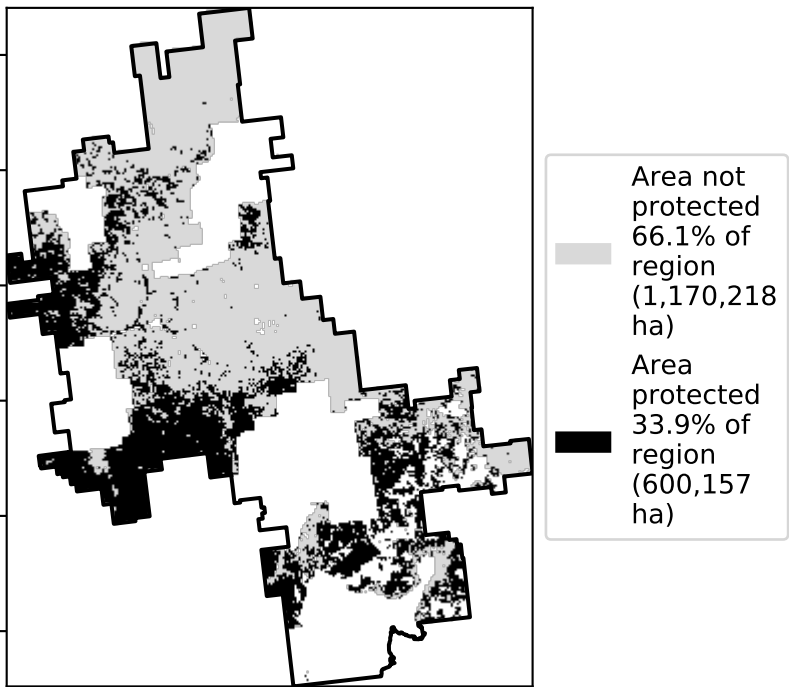 Area not
protected
66.1% of
region
(1,170,218
ha)
Area
protected
33.9% of
region
(600,157
ha)